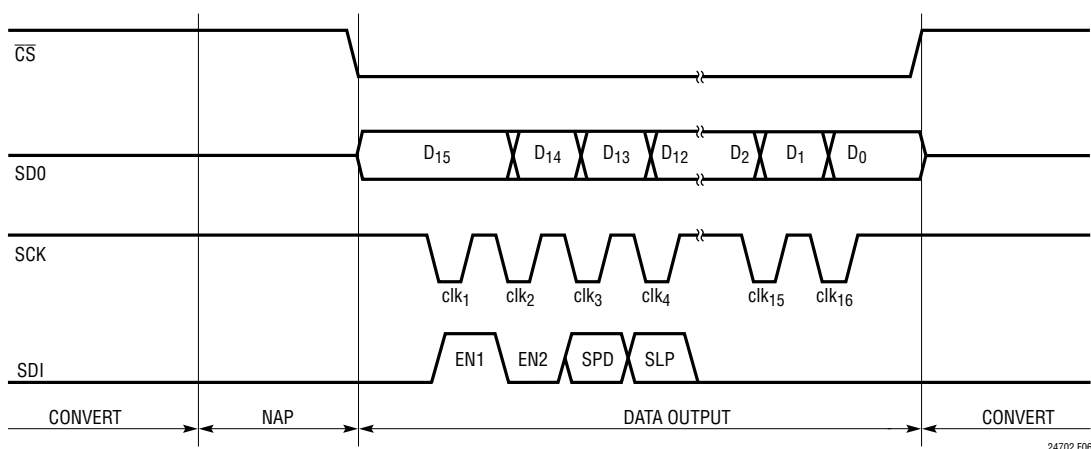 CS
D15 D14 D13 D12 D2 D1 D0
SD0
SCK
clk1 clk2 clk3 clk4 clk15 clk16
EN1 EN2 SPD SLP
SDI
CONVERT NAP DATA OUTPUT CONVERT
24702 F06